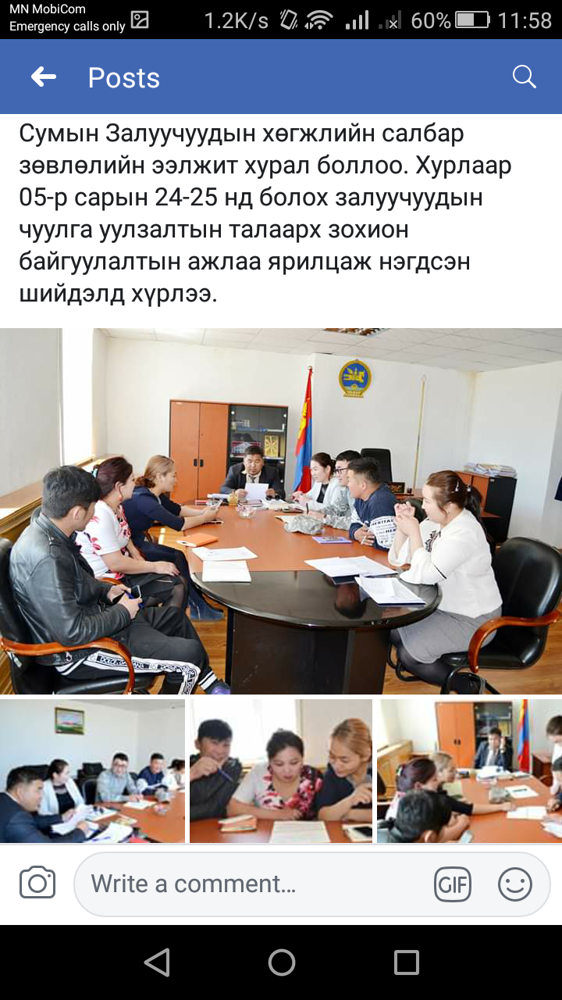 MN MobiCom
Emergency calls only
1.2K/s 60% 11:58
Posts
Сумын Залуучуудын хөгжлийн салбар
зөвлөлийн ээлжит хурал боллоо. Хурлаар
05-р сарын 24-25 нд болох залуучуудын
чуулга уулзалтын талаарх зохион
байгуулалтын ажлаа ярилцаж нэгдсэн
шийдэлд хүрлээ.
Write a comment...
GIF